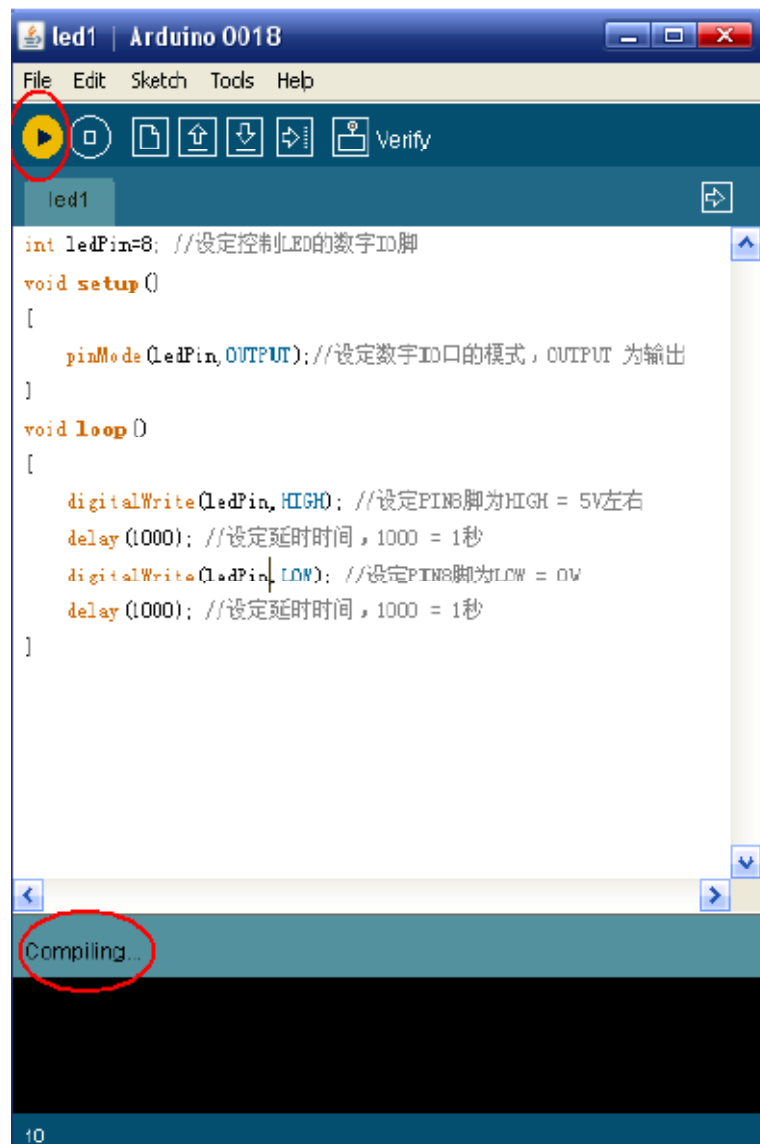 led1 | Arduino 0018
File Edit Sketch Tools Help
Verify
led1
int ledPin=8; //设定控制LED的数字IO脚
void setup()
{
pinMode(ledPin,OUTPUT);//设定数字IO口的模式，OUTPUT 为输出
}
void loop()
{
digitalWrite(ledPin,HIGH); //设定PIN8脚为HIGH = 5V左右
delay(1000); //设定延时时间，1000 = 1秒
digitalWrite(ledPin,LOW); //设定PIN8脚为LOW = 0V
delay(1000); //设定延时时间，1000 = 1秒
}
Compiling...
10